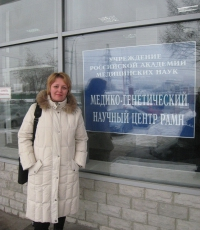 УЧРЕЖДЕНИЕ
РОССИЙСКОЙ АКАДЕМИИ
МЕДИЦИНСКИХ НАУК
МЕДИКО-ГЕНЕТИЧЕСКИЙ
НАУЧНЫЙ ЦЕНТР РАМН